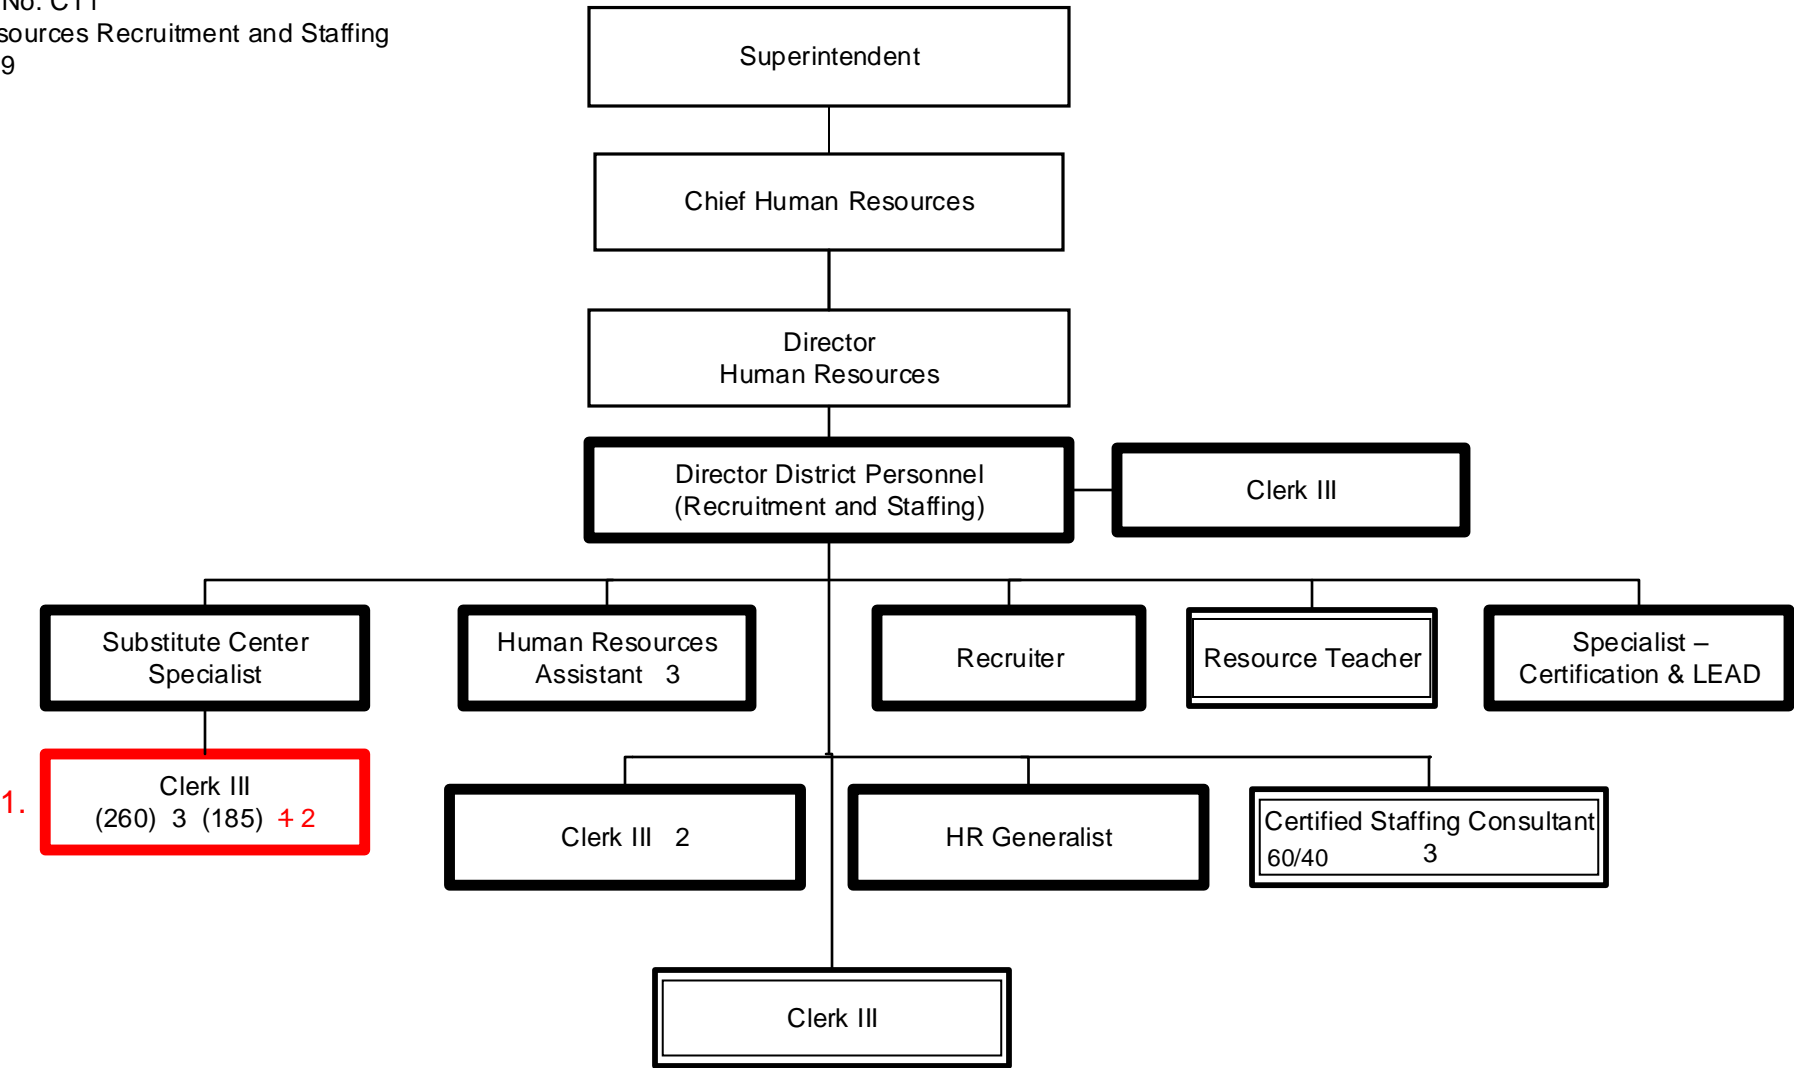 No. C11
sources Recruitment and Staffing
9
Superintendent
Chief Human Resources
Director
Human Resources
Director District Personnel
(Recruitment and Staffing)
Clerk III
Substitute Center
Specialist
Human Resources
Assistant 3
Recruiter
Resource Teacher
Specialist –
Certification & LEAD
1.
Clerk III
(260) 3 (185) 1 2
Clerk III 2
HR Generalist
Certified Staffing Consultant
60/40 3
Clerk III